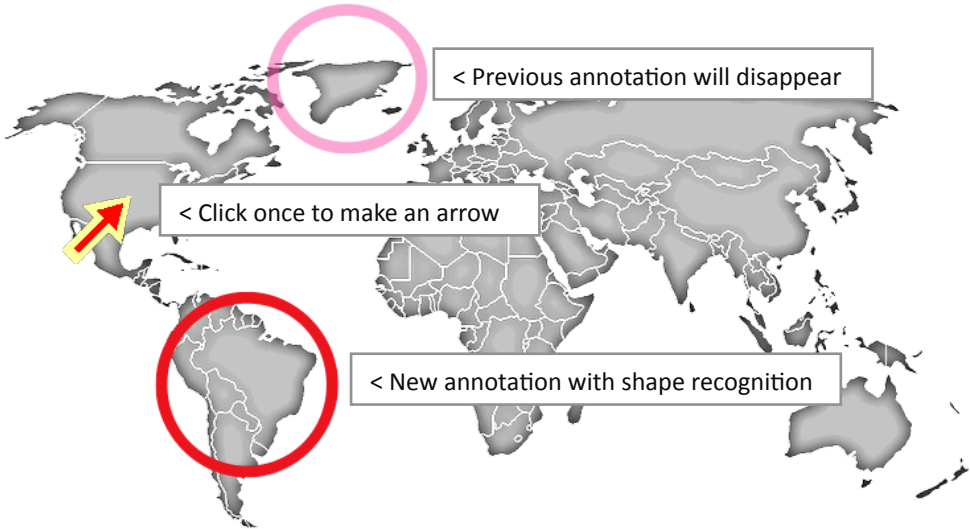 < Previous annotation will disappear
< Click once to make an arrow
< New annotation with shape recognition